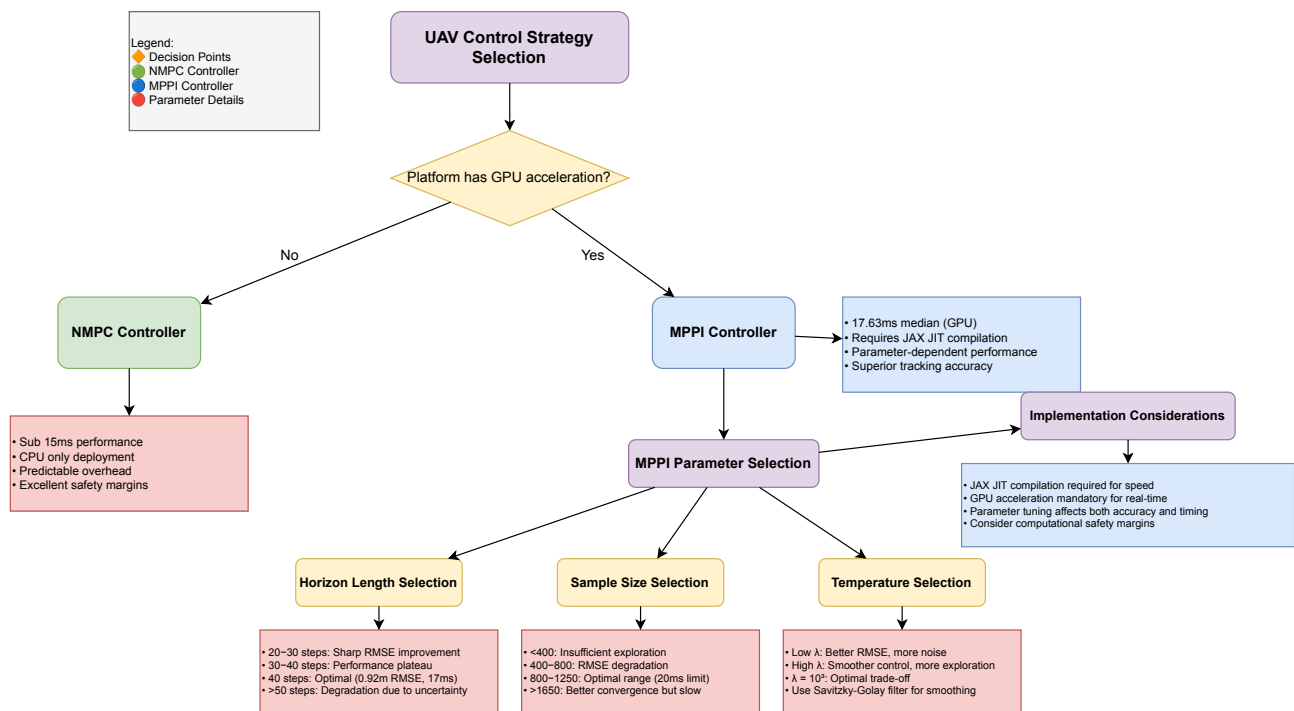 Legend:
🔶 Decision Points
🟢 NMPC Controller
🔵 MPPI Controller
🔴 Parameter Details
UAV Control Strategy
Selection
Platform has GPU acceleration?
No
Yes
NMPC Controller
MPPI Controller
• 17.63ms median (GPU)
• Requires JAX JIT compilation
• Parameter-dependent performance
• Superior tracking accuracy
• Sub 15ms performance
• CPU only deployment
• Predictable overhead
• Excellent safety margins
MPPI Parameter Selection
Implementation Considerations
• JAX JIT compilation required for speed
• GPU acceleration mandatory for real-time
• Parameter tuning affects both accuracy and timing
• Consider computational safety margins
Horizon Length Selection
Sample Size Selection
Temperature Selection
• 20−30 steps: Sharp RMSE improvement
• 30−40 steps: Performance plateau
• 40 steps: Optimal (0.92m RMSE, 17ms)
• >50 steps: Degradation due to uncertainty
• <400: Insufficient exploration
• 400−800: RMSE degradation
• 800−1250: Optimal range (20ms limit)
• >1650: Better convergence but slow
• Low λ: Better RMSE, more noise
• High λ: Smoother control, more exploration
• λ = 10³: Optimal trade-off
• Use Savitzky-Golay filter for smoothing